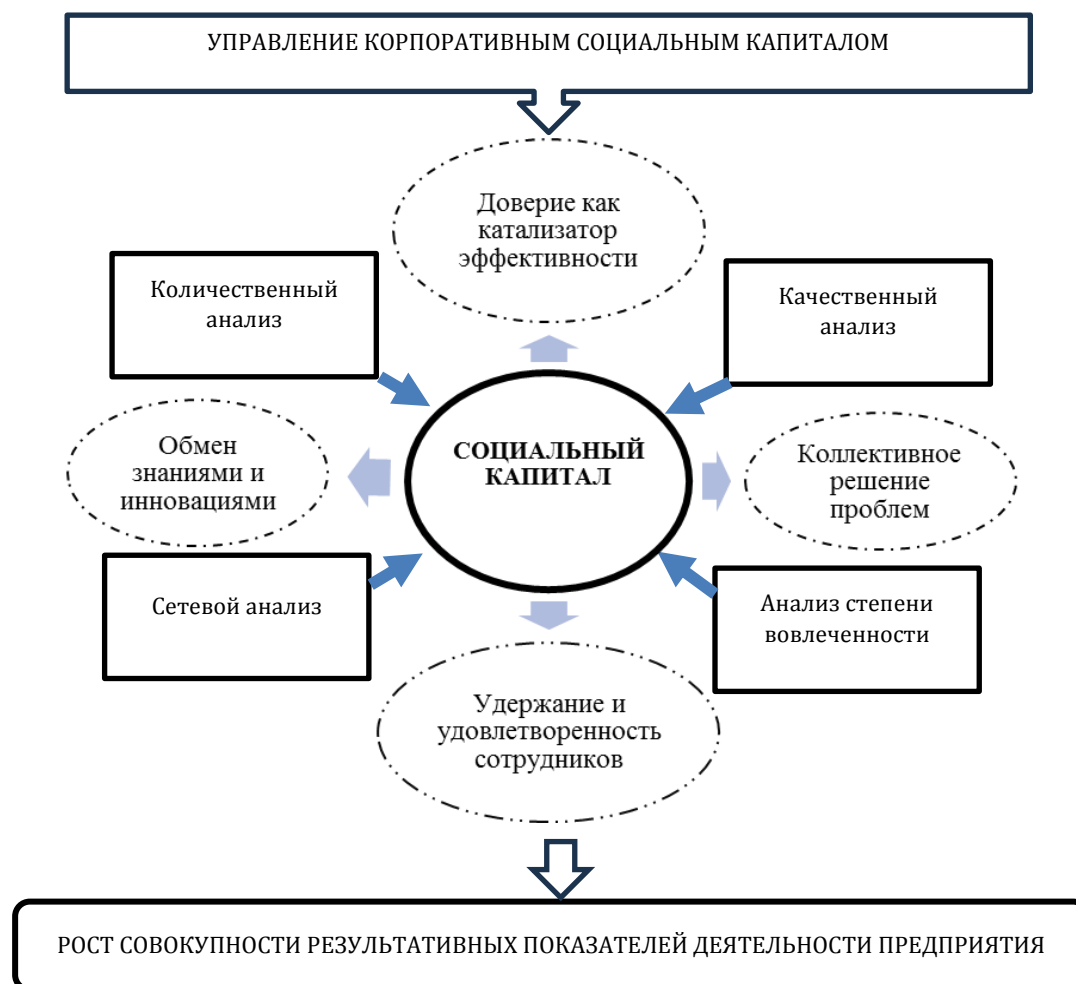 УПРАВЛЕНИЕ КОРПОРАТИВНЫМ СОЦИАЛЬНЫМ КАПИТАЛОМ
Доверие как
катализатор
эффективности
Количественный
анализ
Качественный
анализ
Обмен
знаниями и
инновациями
СОЦИАЛЬНЫЙ
КАПИТАЛ
Коллективное
решение
проблем
Сетевой анализ
Анализ степени
вовлеченности
Удержание и
удовлетворенность
сотрудников
РОСТ СОВОКУПНОСТИ РЕЗУЛЬТАТИВНЫХ ПОКАЗАТЕЛЕЙ ДЕЯТЕЛЬНОСТИ ПРЕДПРИЯТИЯ